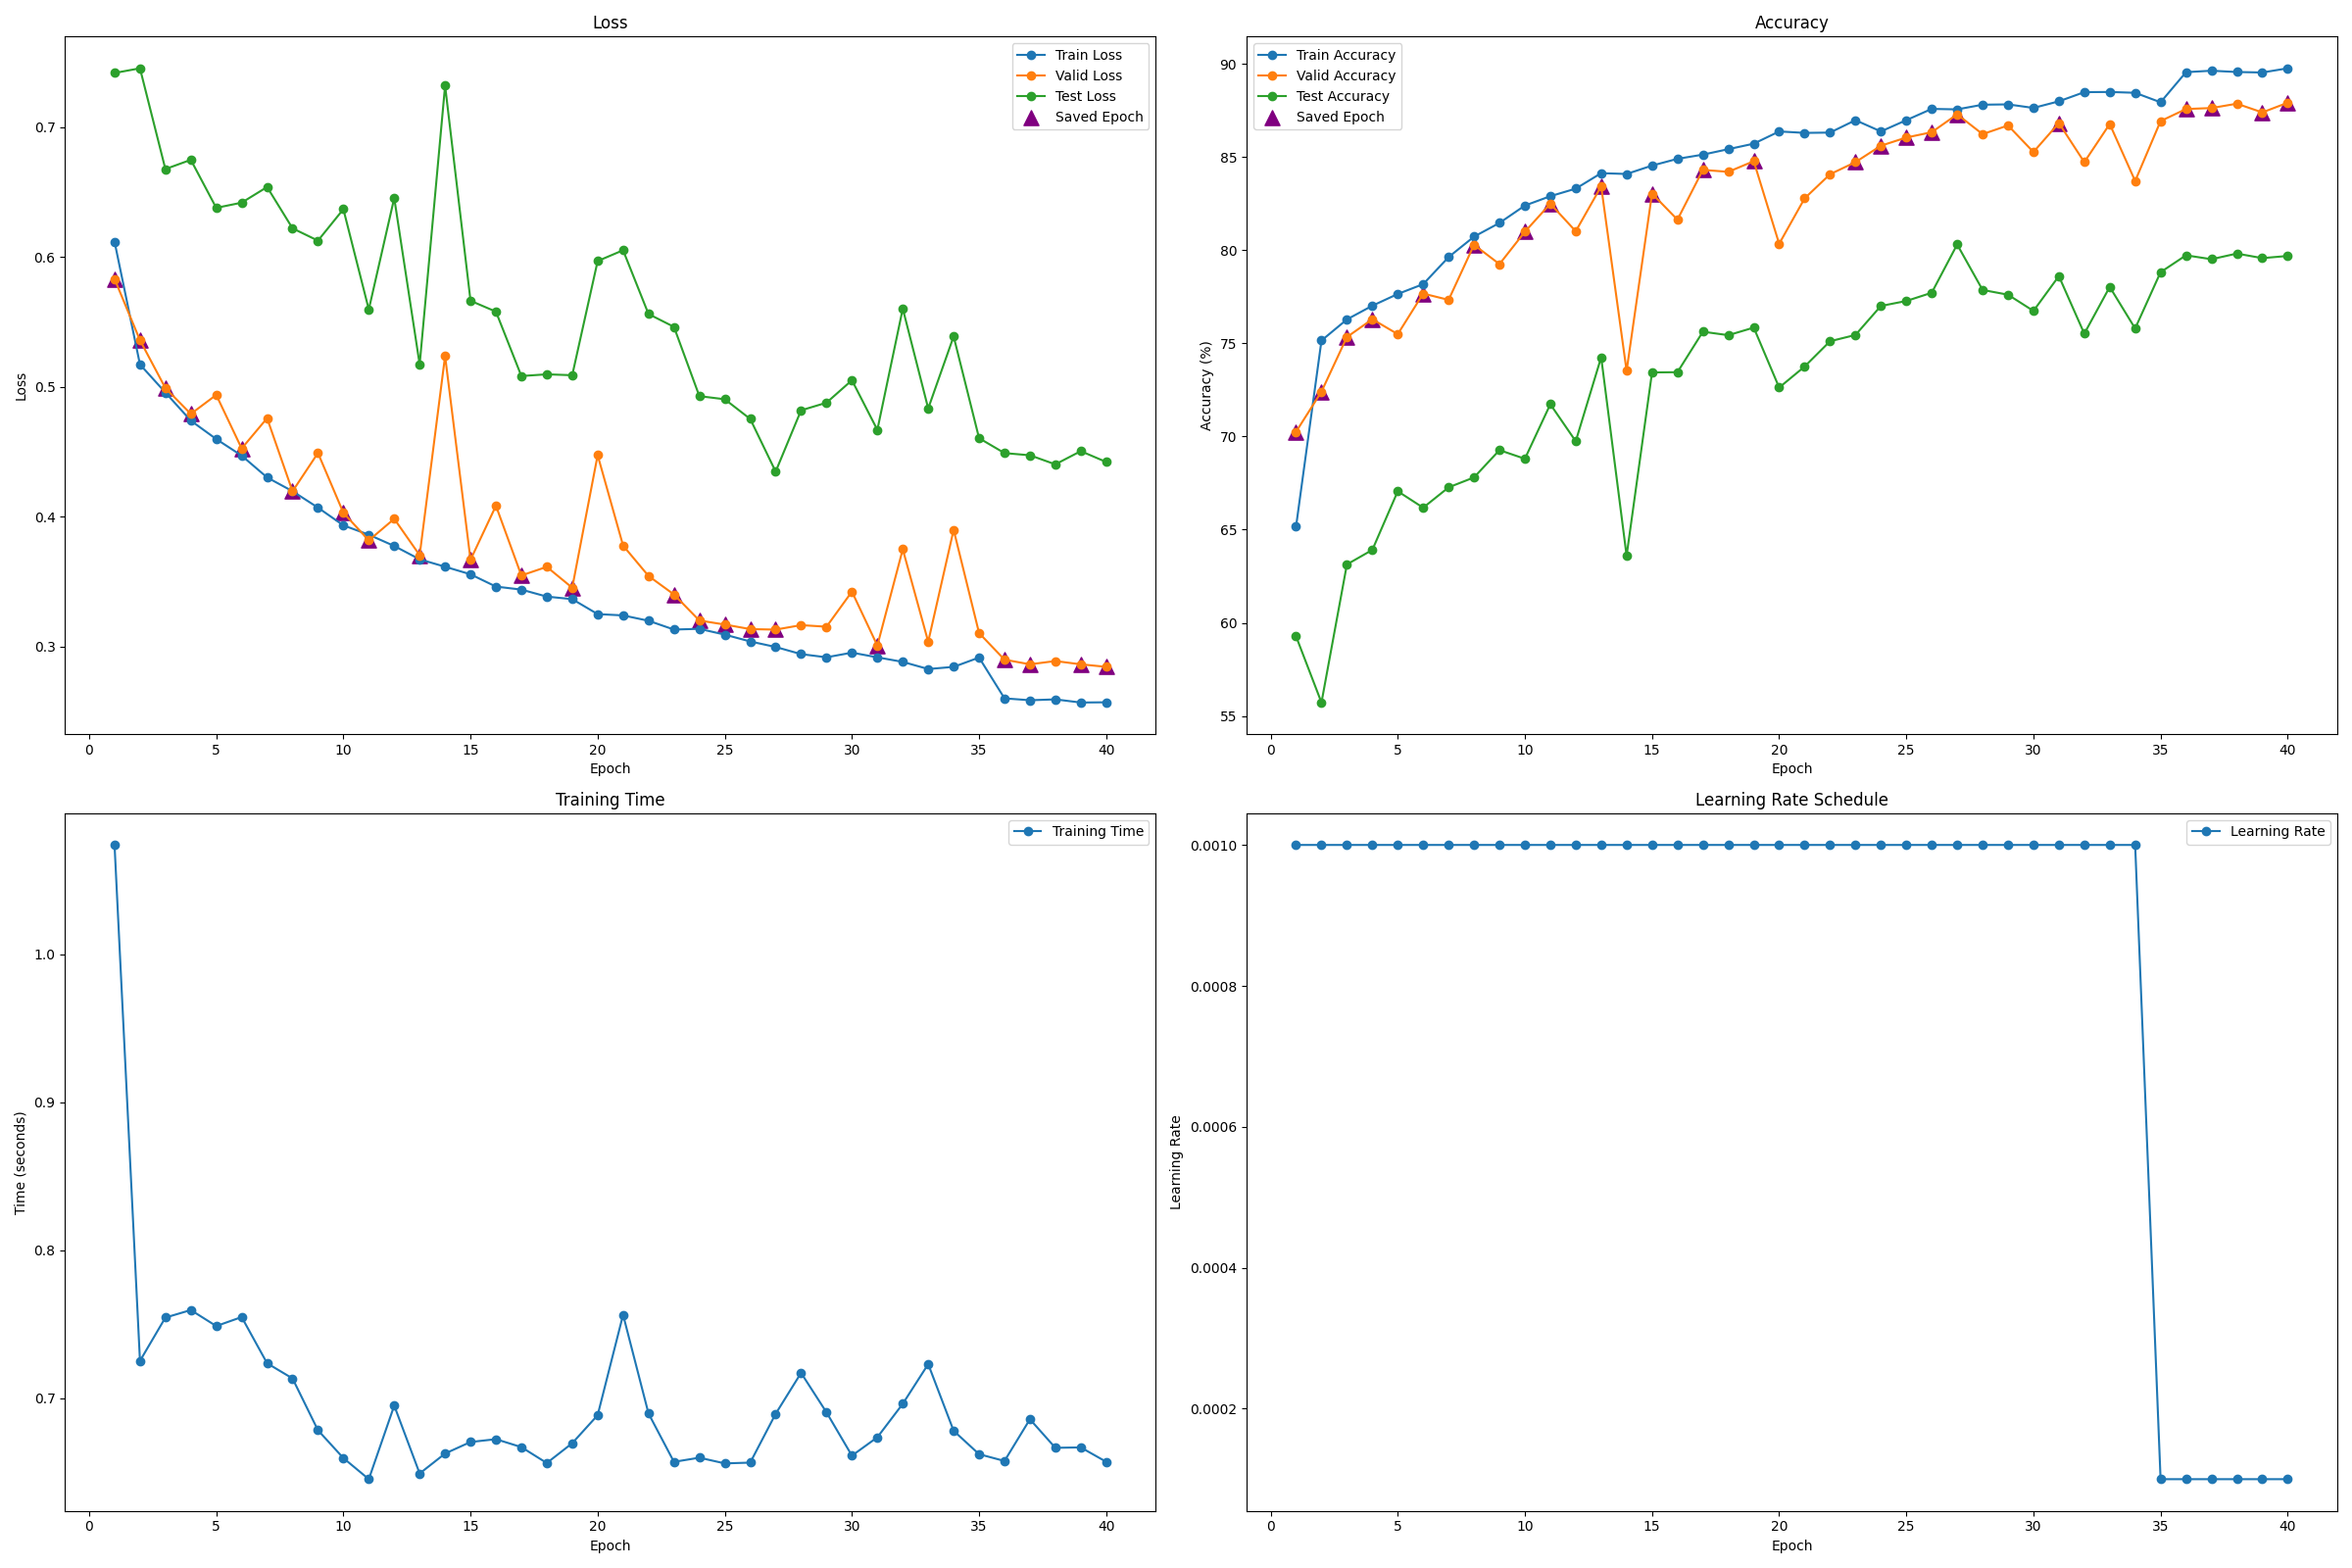 Loss
Train Loss
Valid Loss
Test Loss
Saved Epoch
Loss
0.7
0.6
0.5
0.4
0.3
0 5 10 15 20 25 30 35 40
Epoch
Accuracy
Train Accuracy
Valid Accuracy
Test Accuracy
Saved Epoch
Accuracy (%)
90
85
80
75
70
65
60
55
0 5 10 15 20 25 30 35 40
Epoch
Training Time
Training Time
Time (seconds)
1.0
0.9
0.8
0.7
0 5 10 15 20 25 30 35 40
Epoch
Learning Rate Schedule
Learning Rate
Learning Rate
0.0010
0.0008
0.0006
0.0004
0.0002
0 5 10 15 20 25 30 35 40
Epoch